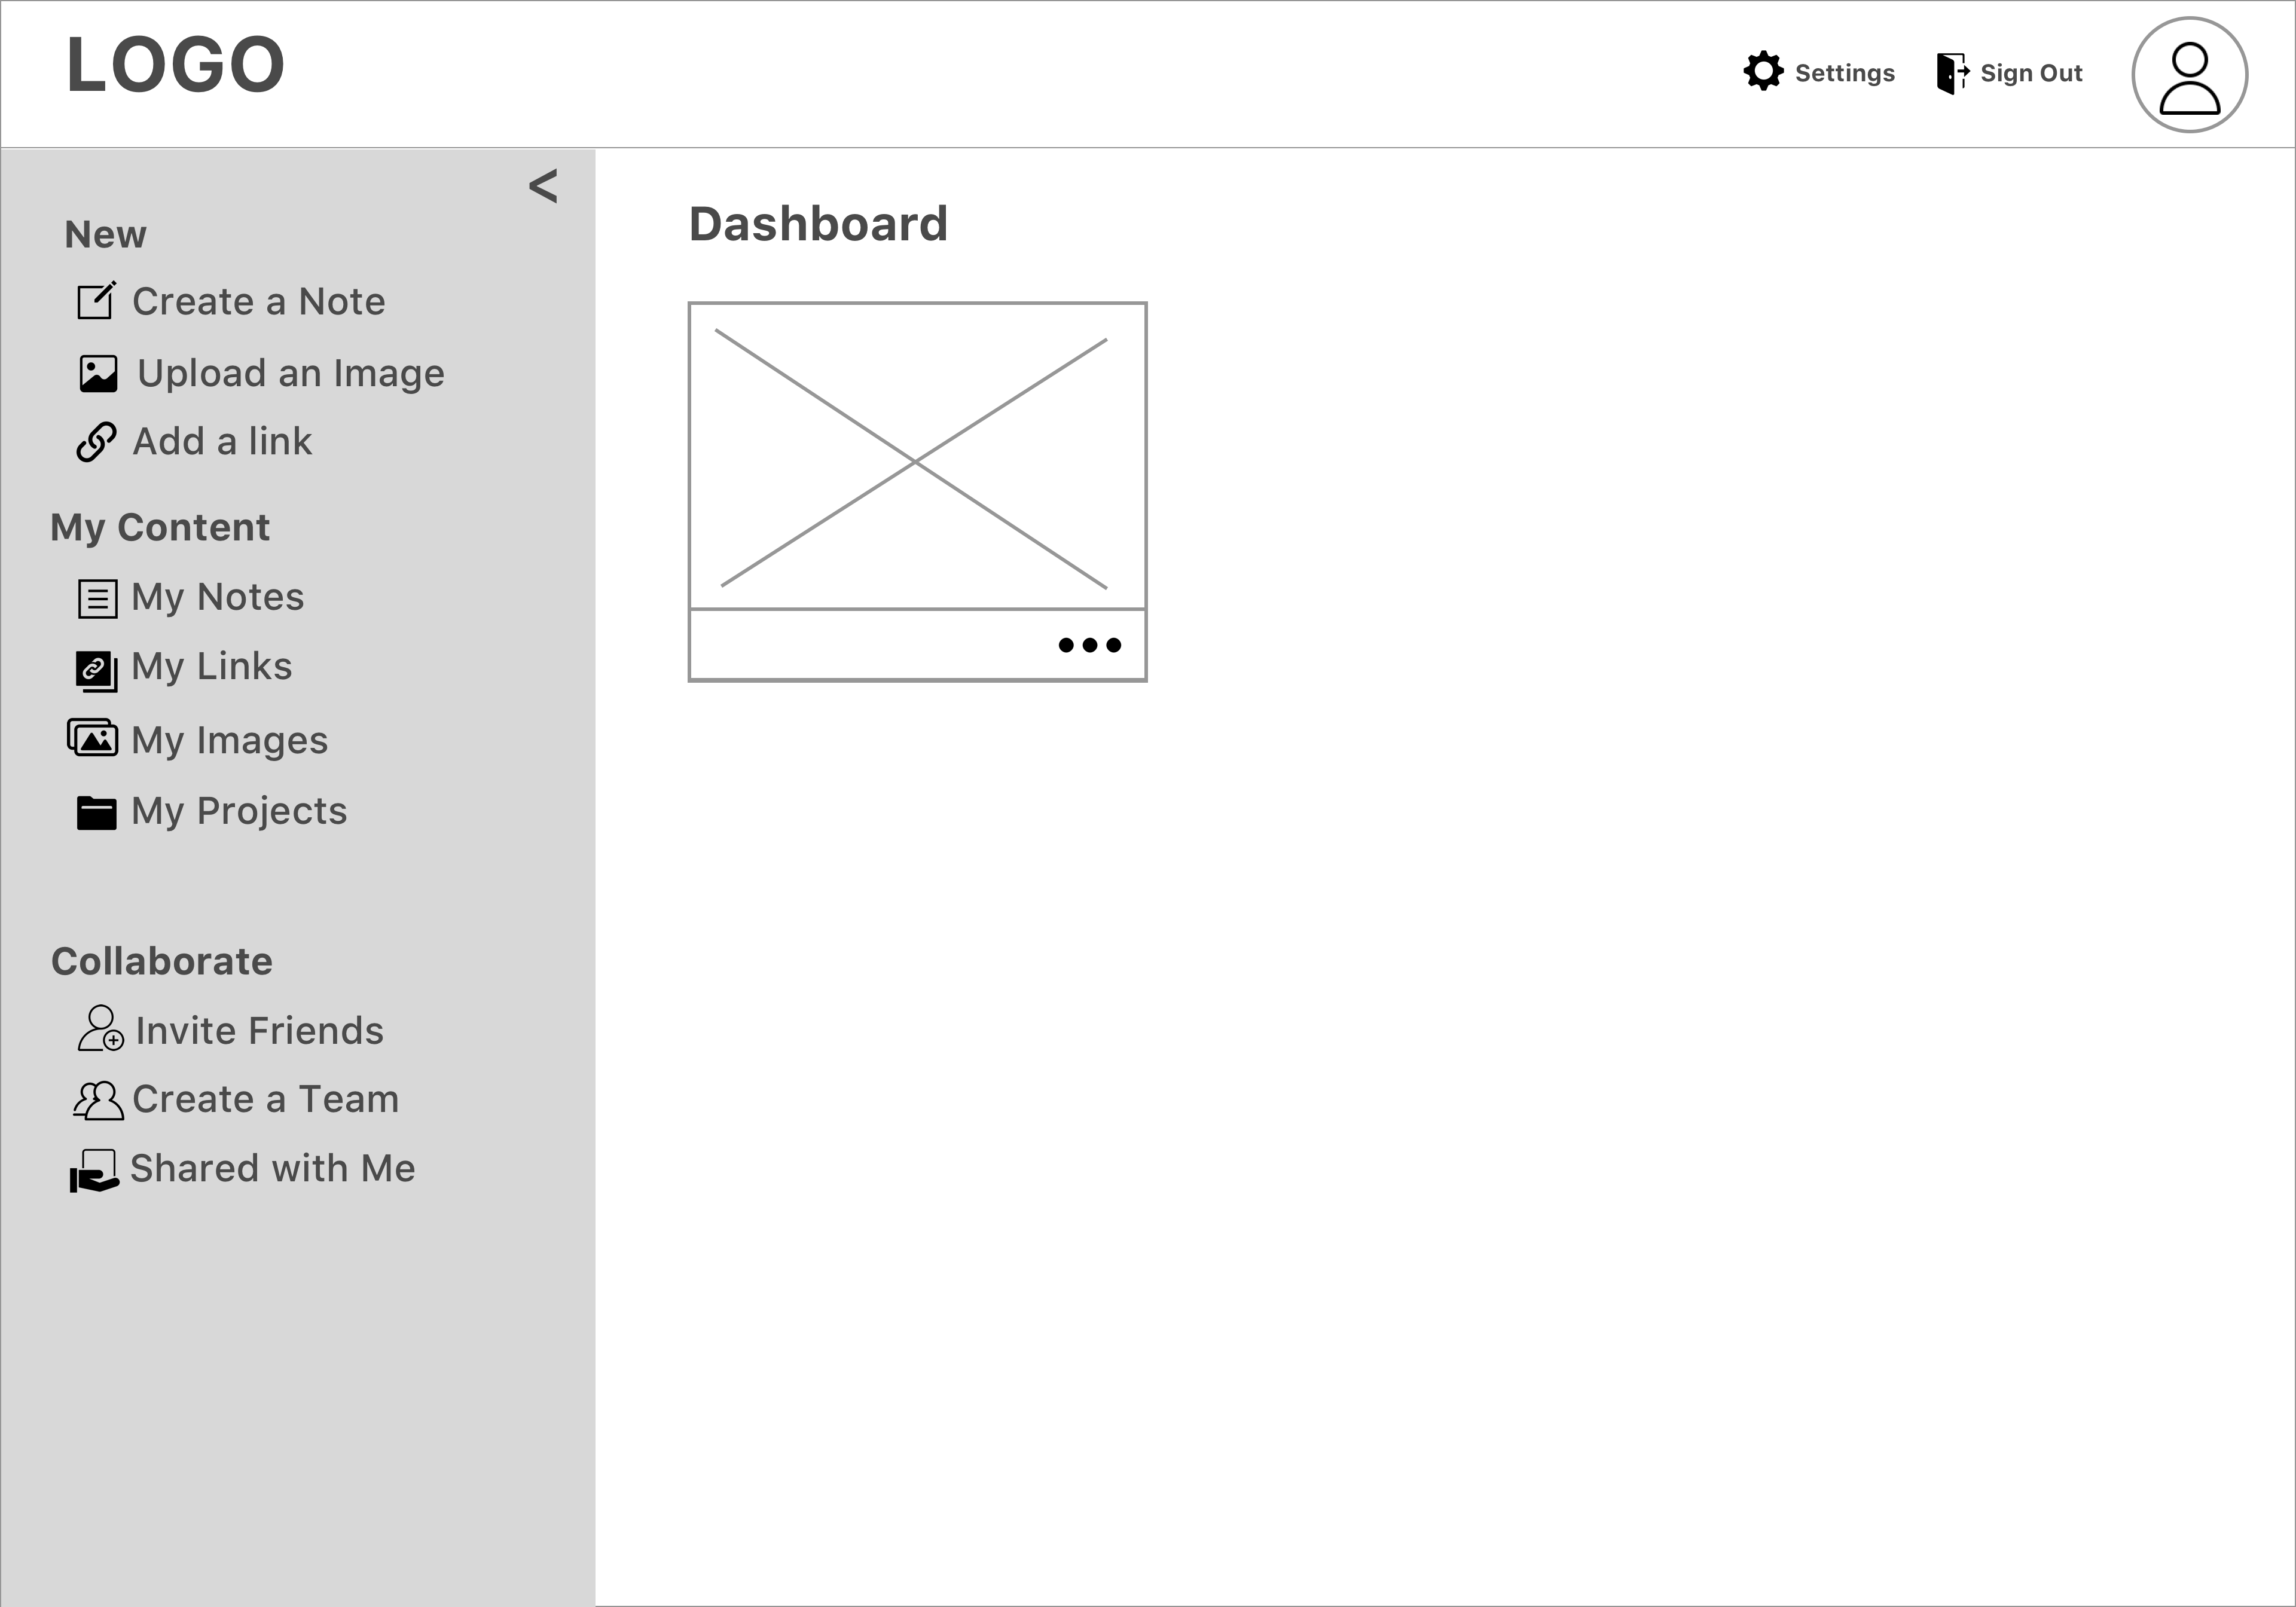 LOGO
Settings
Sign Out
<
New
Create a Note
Upload an Image
Add a link
My Content
My Notes
My Links
My Images
My Projects
Collaborate
Invite Friends
Create a Team
Shared with Me
Dashboard